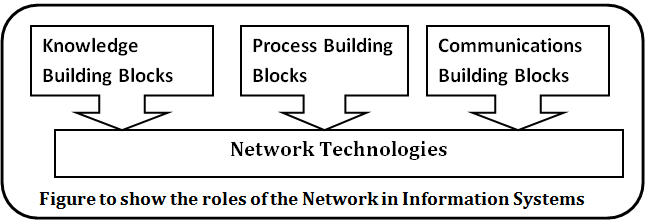 Knowledge
Building Blocks
Process Building
Blocks
Communications
Building Blocks
Network Technologies
Figure to show the roles of the Network in Information Systems